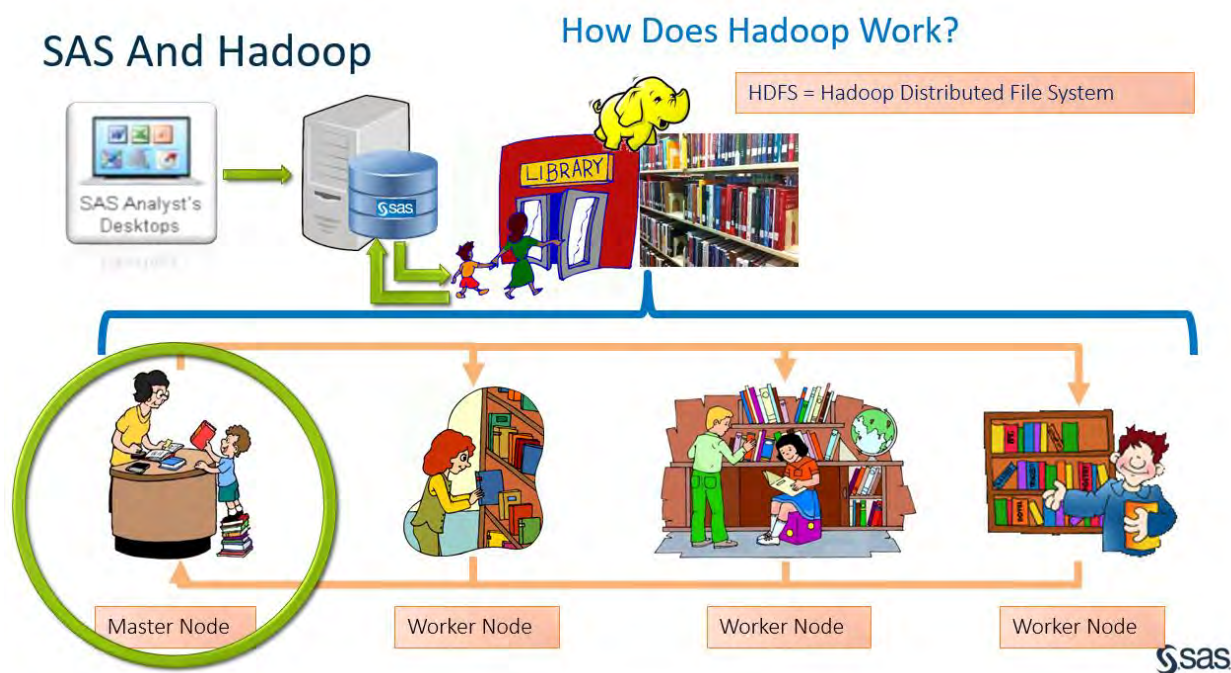 SAS And Hadoop
How Does Hadoop Work?
HDFS = Hadoop Distributed File System
SAS Analyst's
Desktops
sas
LIBRARY
Master Node
Worker Node
Worker Node
Worker Node
sas